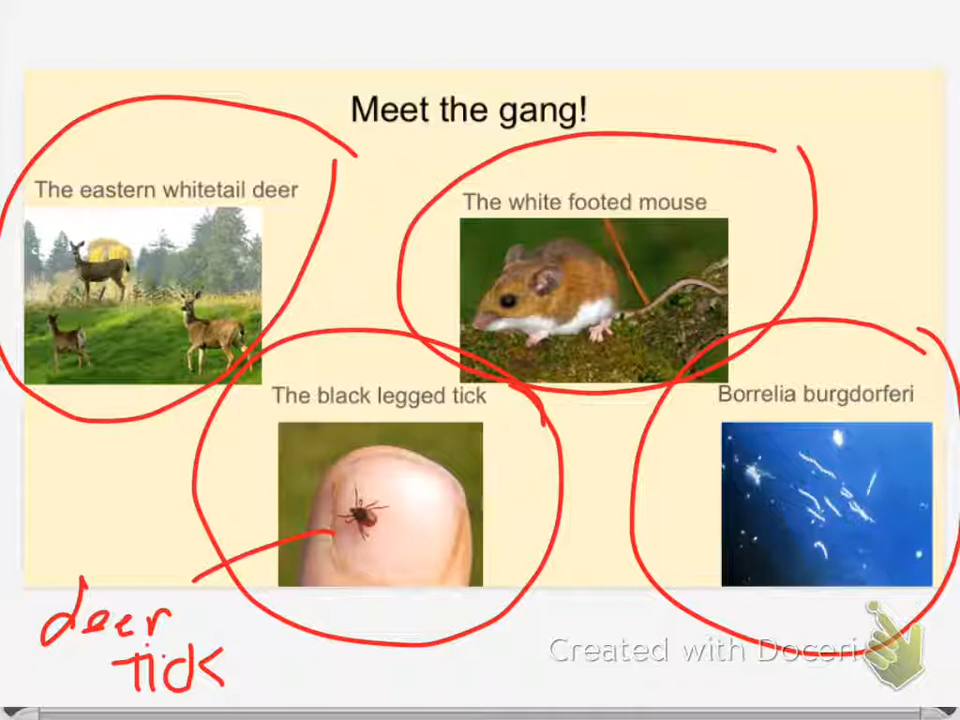 Meet the gang!
The eastern whitetail deer
The white footed mouse
The black legged tick
Borrelia burgdorferi
deer
tick
Created with Doceri